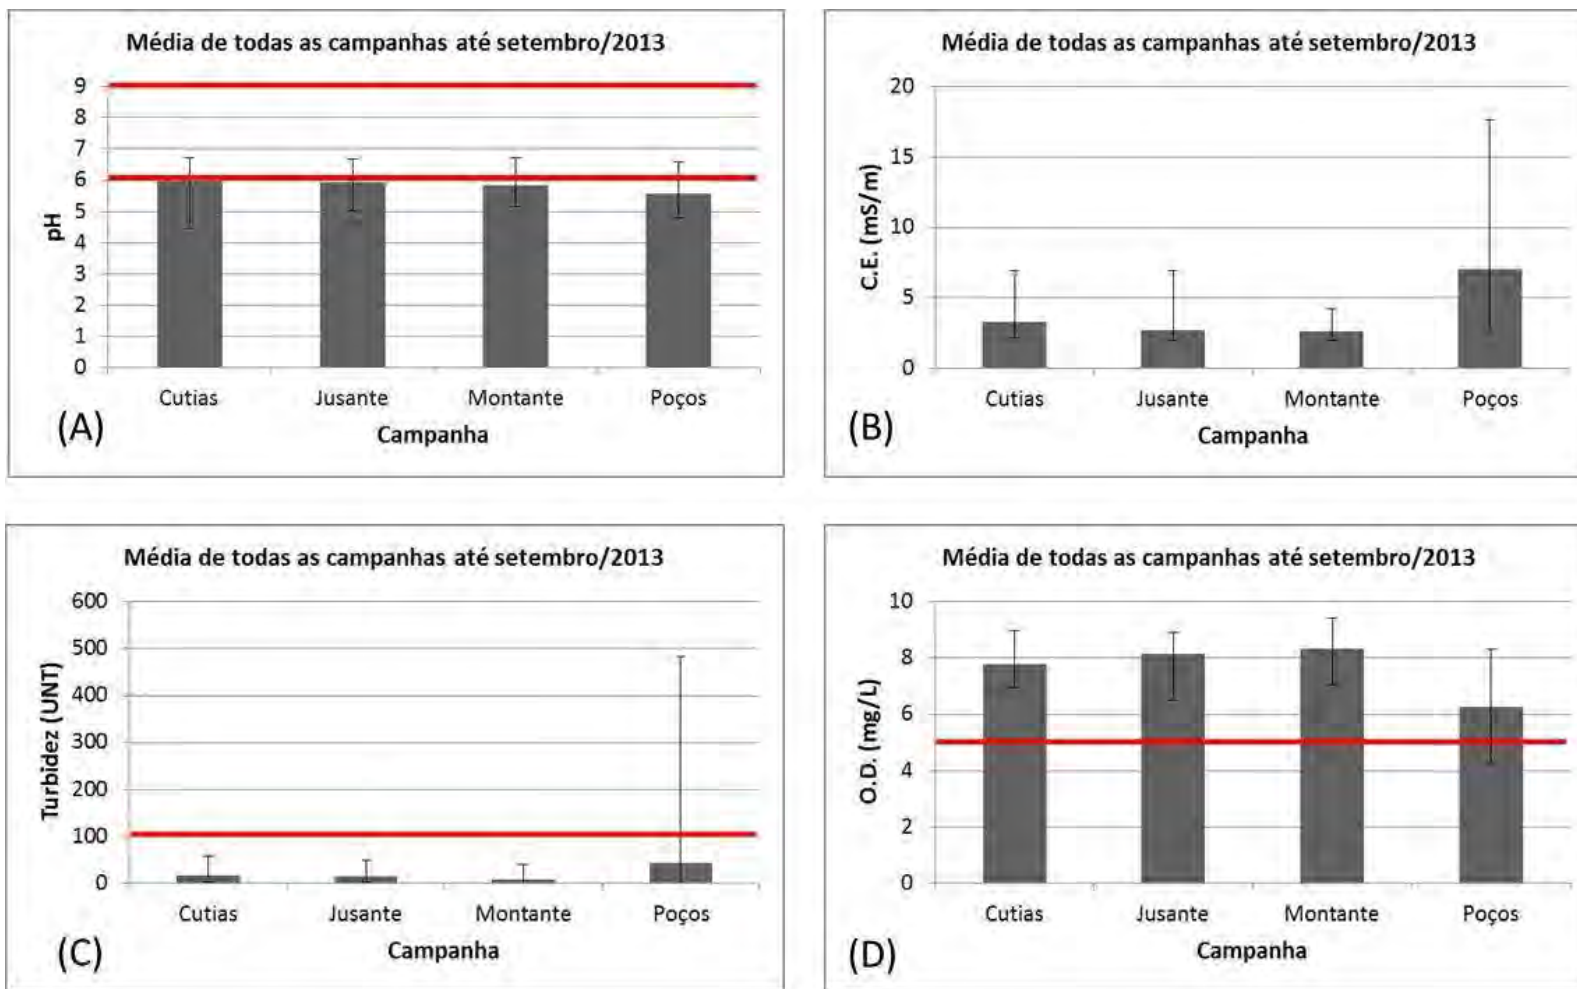 Média de todas as campanhas até setembro/2013
9
8
7
6
5
4
3
2
1
0
pH
Cutias Jusante Montante Poços
Campanha
(A)
Média de todas as campanhas até setembro/2013
20
15
10
5
0
C.E. (mS/m)
Cutias Jusante Montante Poços
Campanha
(B)
Média de todas as campanhas até setembro/2013
600
500
400
300
200
100
0
Turbidez (UNT)
Cutias Jusante Montante Poços
Campanha
(C)
Média de todas as campanhas até setembro/2013
10
8
6
4
2
0
O.D. (mg/L)
Cutias Jusante Montante Poços
Campanha
(D)